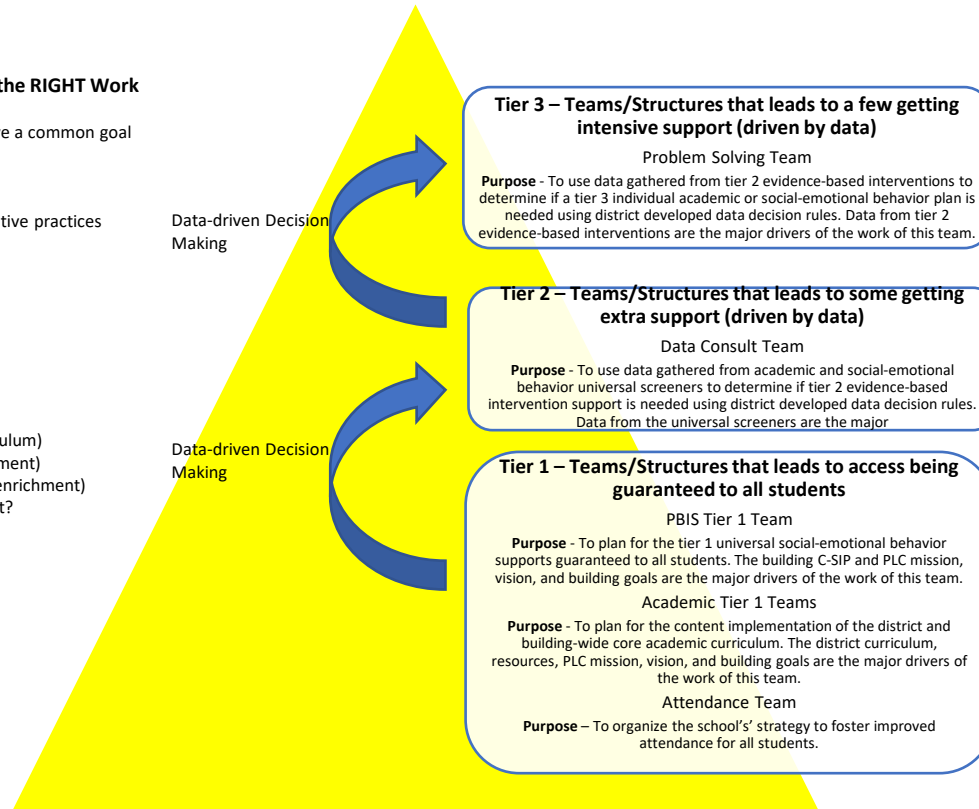 the RIGHT Work
e a common goal
tive practices
ulum)
ment)
enrichment)
t?
Data-driven Decision
Making
Data-driven Decision
Making
Tier 3 – Teams/Structures that leads to a few getting
intensive support (driven by data)
Problem Solving Team
Purpose - To use data gathered from tier 2 evidence-based interventions to
determine if a tier 3 individual academic or social-emotional behavior plan is
needed using district developed data decision rules. Data from tier 2
evidence-based interventions are the major drivers of the work of this team.
Tier 2 – Teams/Structures that leads to some getting
extra support (driven by data)
Data Consult Team
Purpose - To use data gathered from academic and social-emotional
behavior universal screeners to determine if tier 2 evidence-based
intervention support is needed using district developed data decision rules.
Data from the universal screeners are the major
Tier 1 – Teams/Structures that leads to access being
guaranteed to all students
PBIS Tier 1 Team
Purpose - To plan for the tier 1 universal social-emotional behavior
supports guaranteed to all students. The building C-SIP and PLC mission,
vision, and building goals are the major drivers of the work of this team.
Academic Tier 1 Teams
Purpose - To plan for the content implementation of the district and
building-wide core academic curriculum. The district curriculum,
resources, PLC mission, vision, and building goals are the major drivers of
the work of this team.
Attendance Team
Purpose – To organize the school's' strategy to foster improved
attendance for all students.